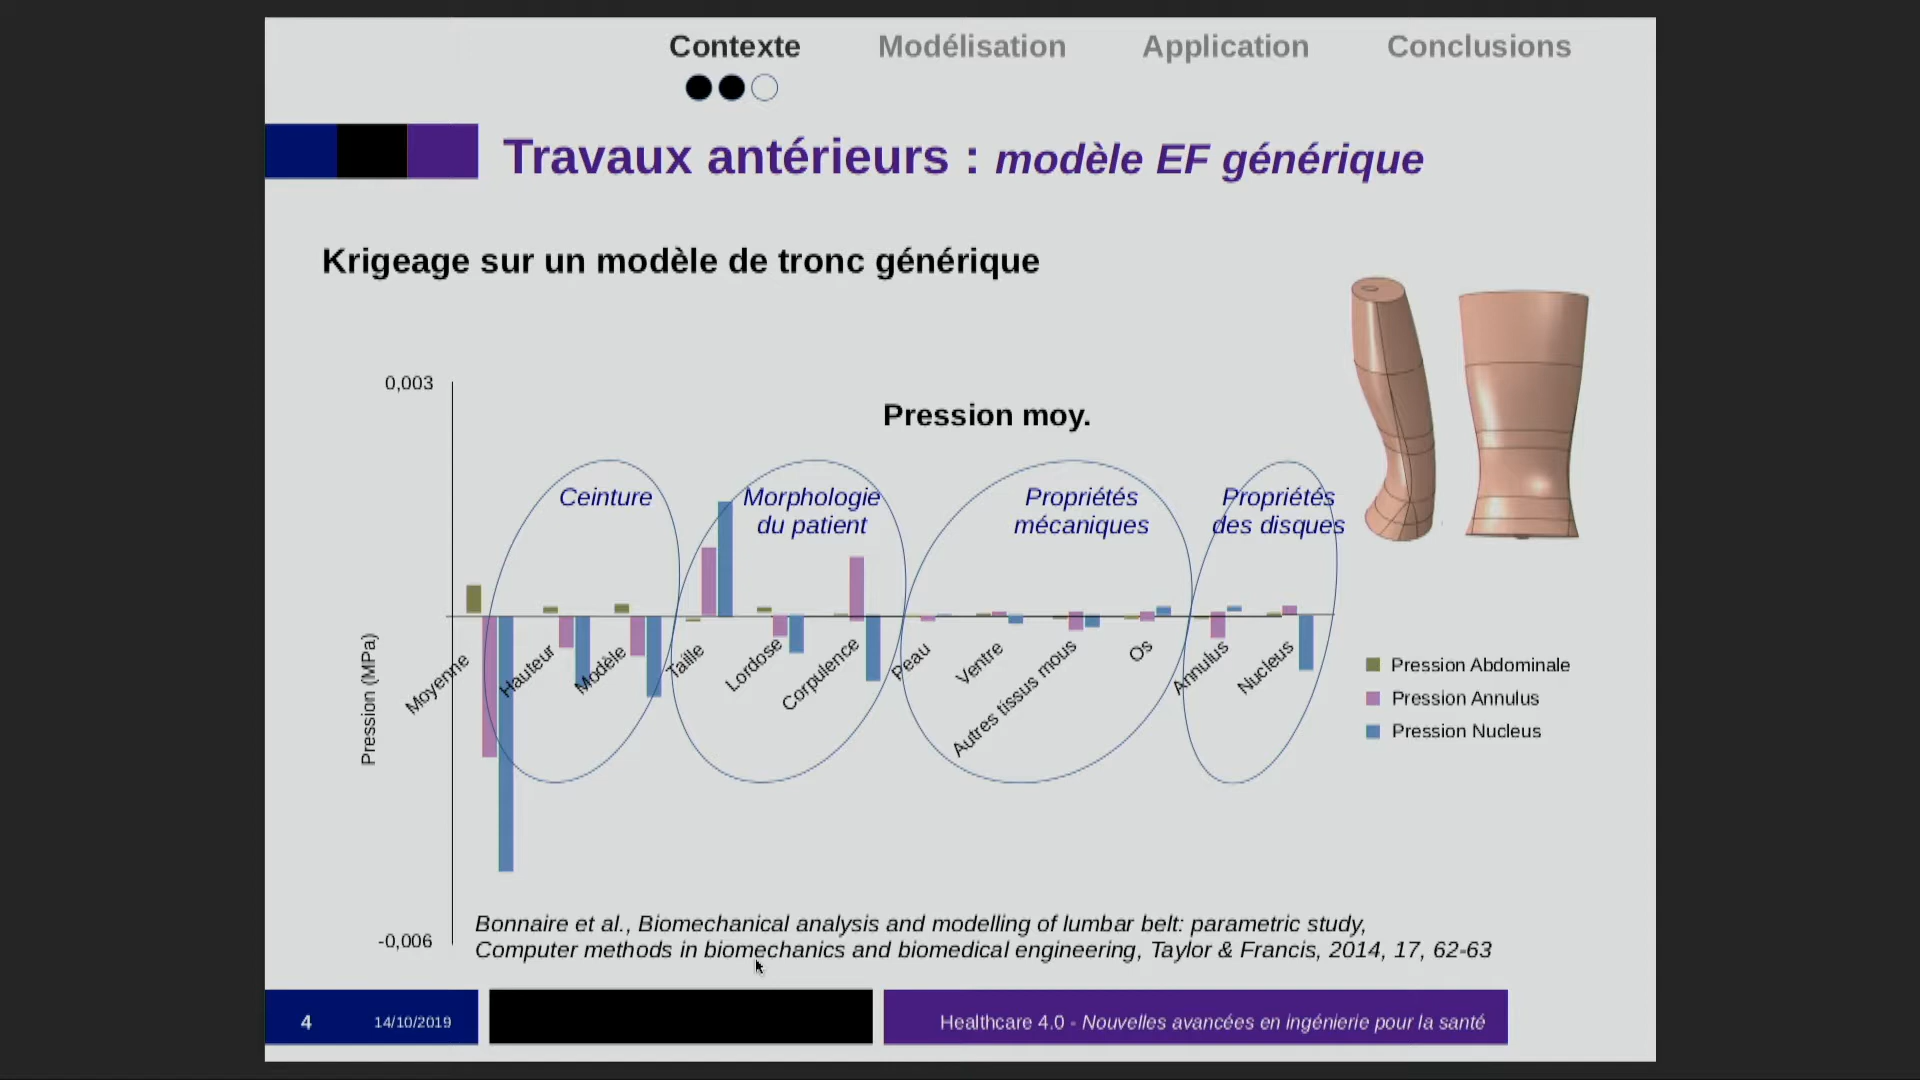 Contexte Modélisation Application Conclusions
Travaux antérieurs : modèle EF générique
Krigeage sur un modèle de tronc générique
0,003
Pression moy.
Ceinture
Morphologie
du patient
Propriétés
mécaniques
Propriétés
des disques
Pression (MPa)
Moyenne
Hauteur
Modèle
Taille
Lordose
Corpulence
Peau
Ventre
Autres tissus mous
Os
Annulus
Nucleus
Pression Abdominale
Pression Annulus
Pression Nucleus
-0,006
Bonnaire et al., Biomechanical analysis and modelling of lumbar belt: parametric study,
Computer methods in biomechanics and biomedical engineering, Taylor & Francis, 2014, 17, 62-63
4 14/10/2019 Healthcare 4.0 - Nouvelles avancées en ingénierie pour la santé